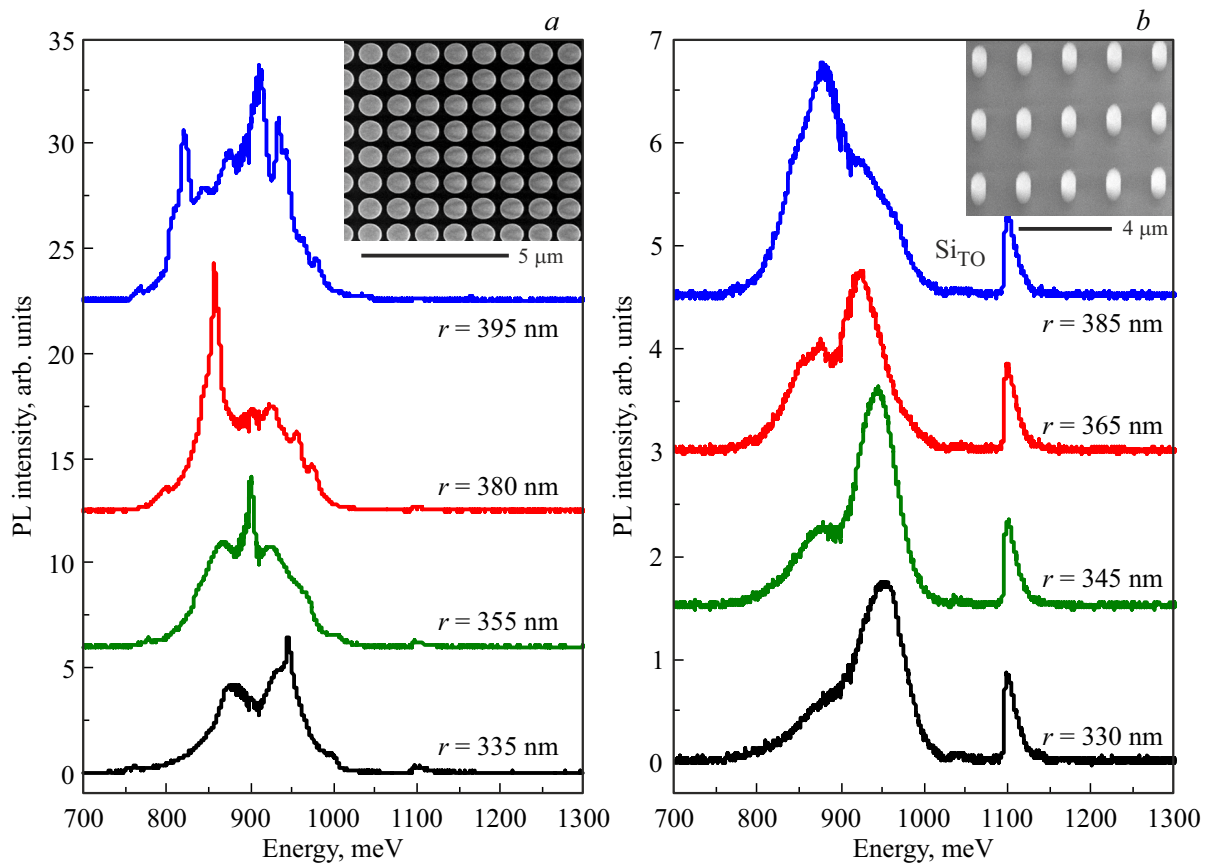 a
35
30
25
20
15
10
5
0
PL intensity, arb. units
5 μm
r = 395 nm
r = 380 nm
r = 355 nm
r = 335 nm
700 800 900 1000 1100 1200 1300
Energy, meV
b
7
6
5
4
3
2
1
0
PL intensity, arb. units
4 μm
SiTO
r = 385 nm
r = 365 nm
r = 345 nm
r = 330 nm
700 800 900 1000 1100 1200 1300
Energy, meV